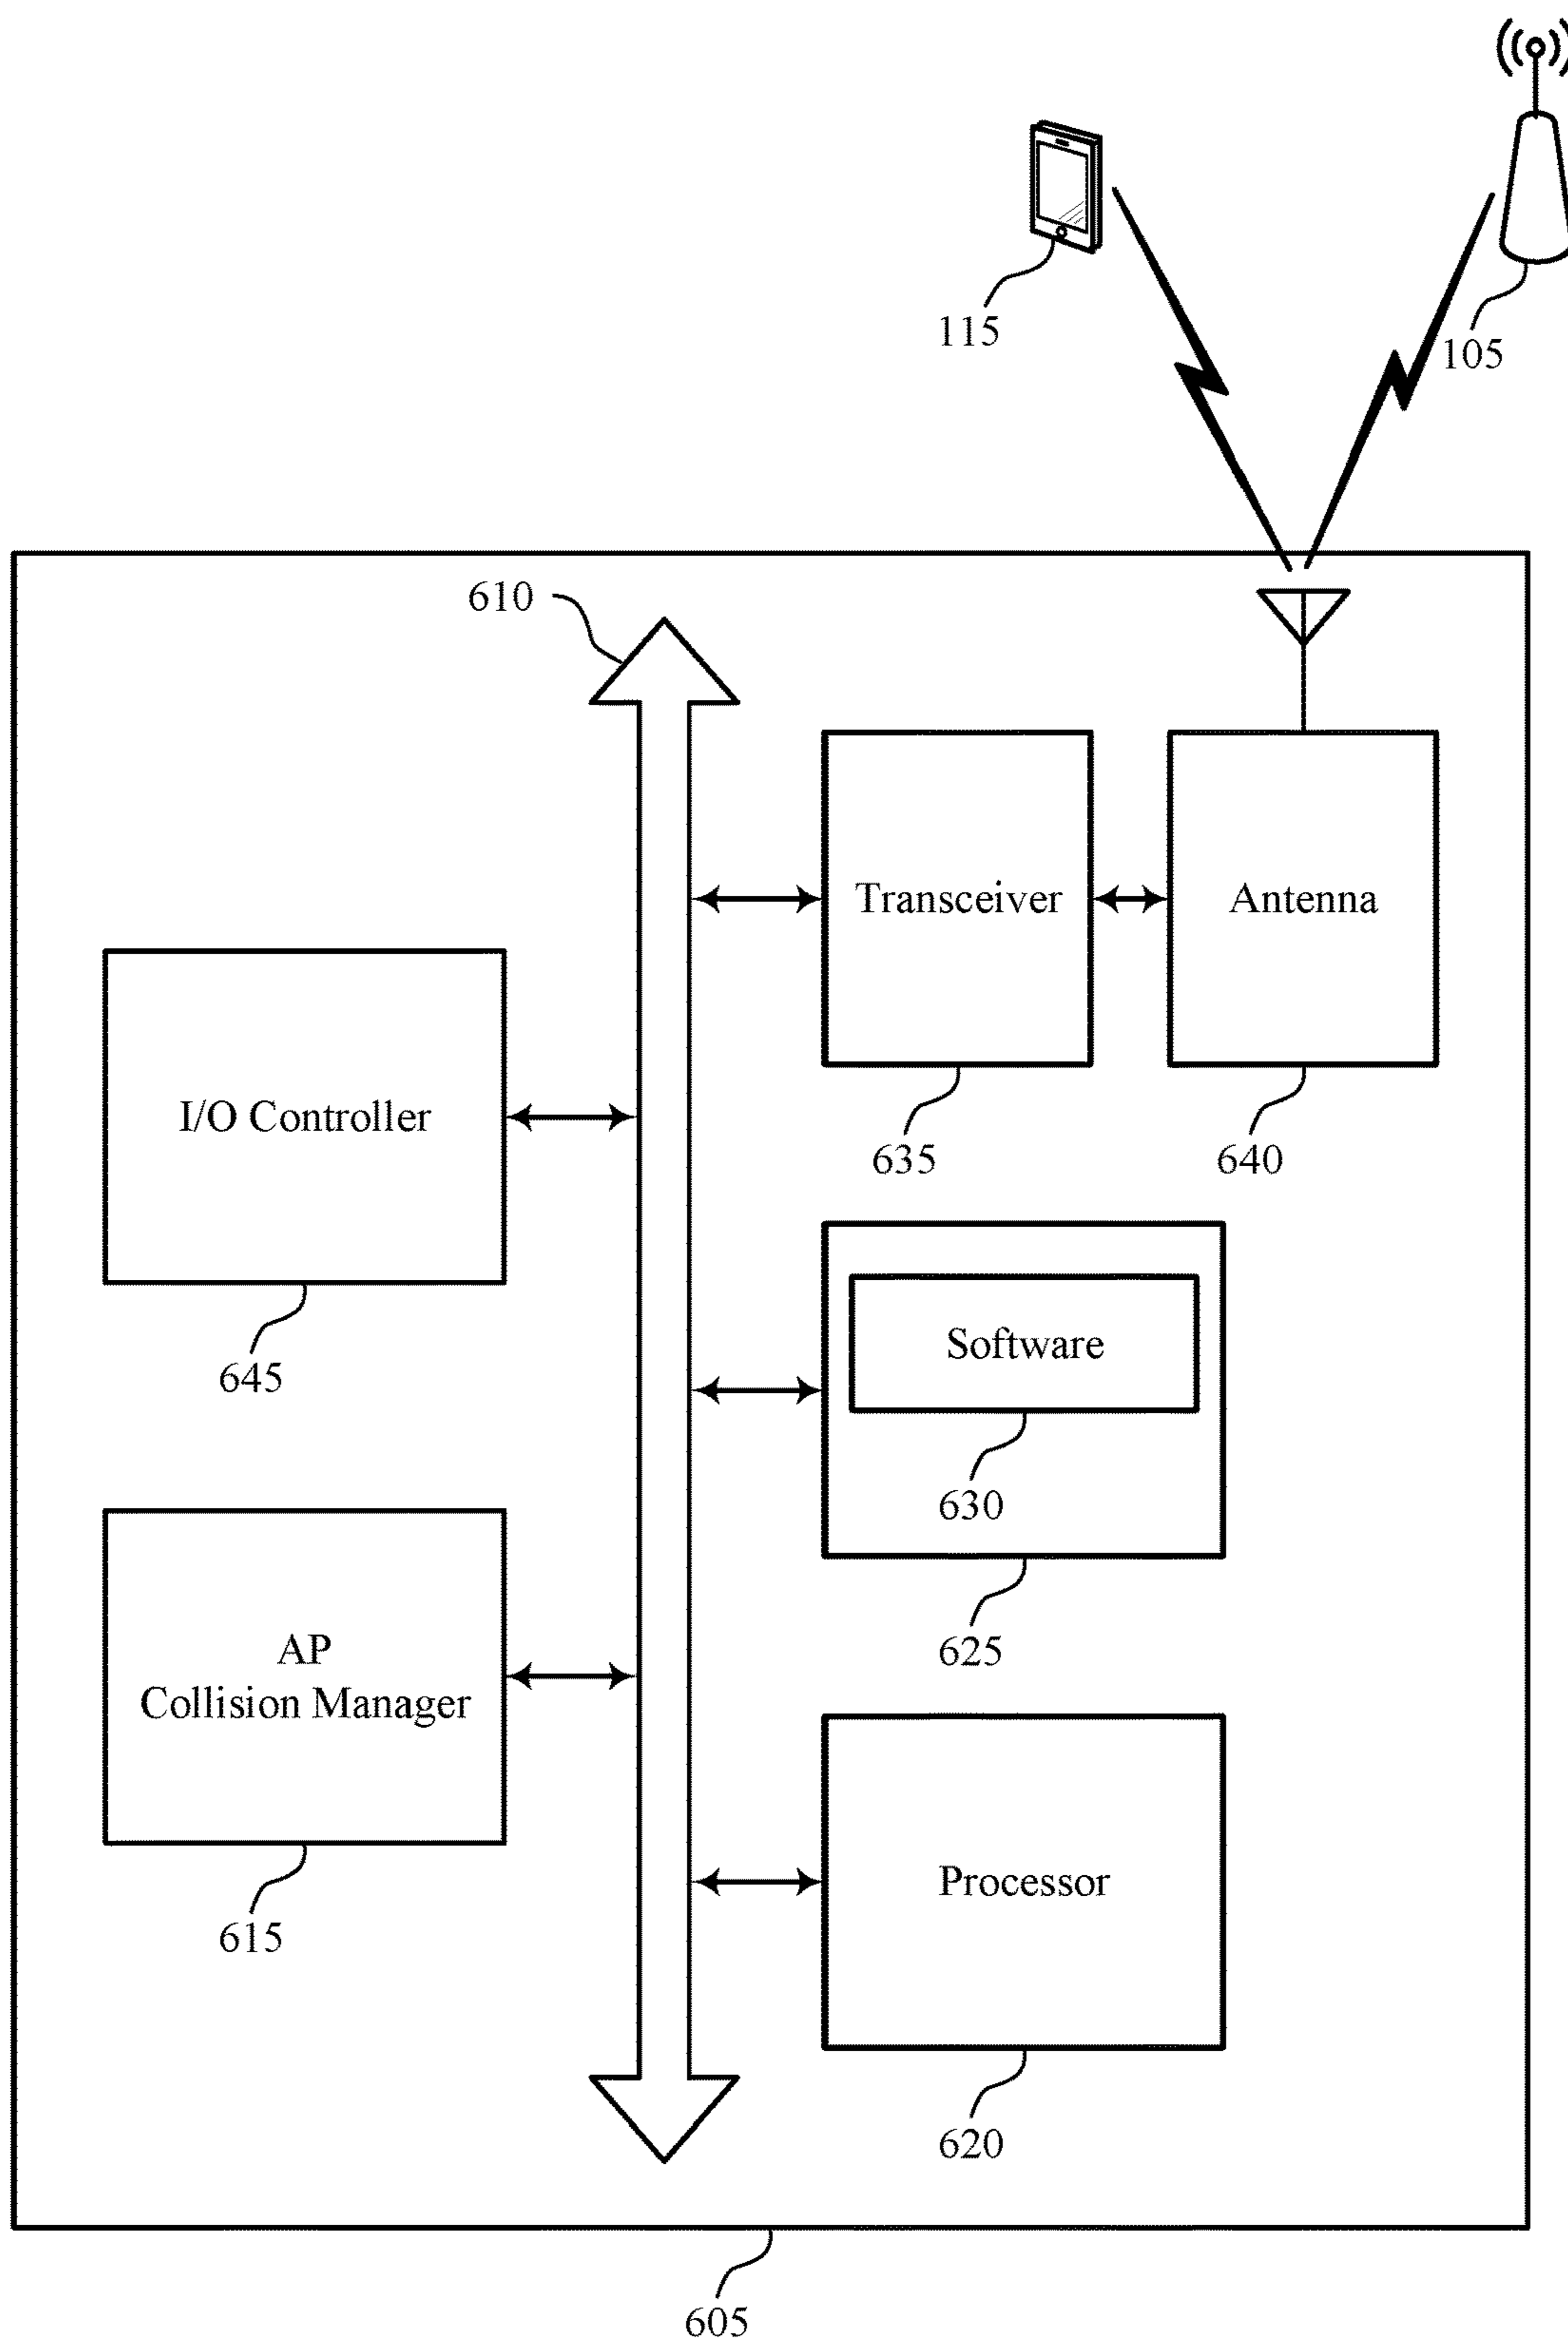 115
105
610
Transceiver
Antenna
I/O Controller
635
640
Software
645
630
AP
Collision Manager
625
Processor
615
620
605